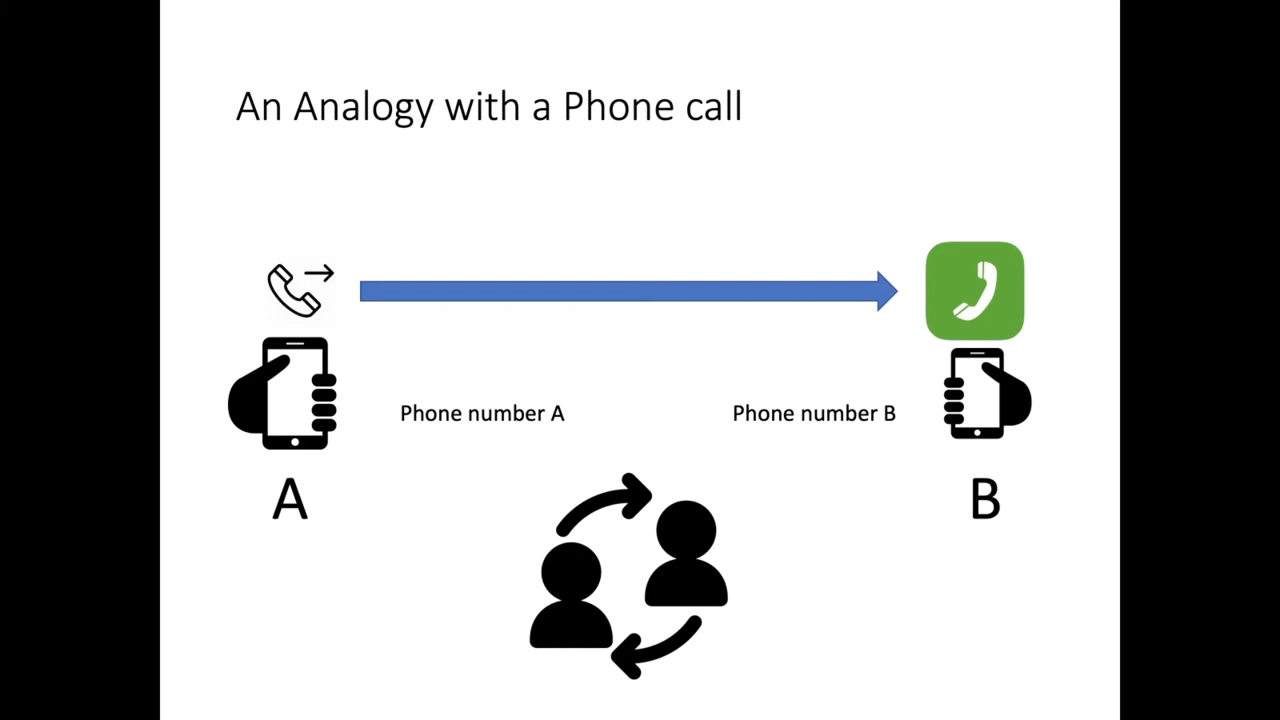 An Analogy with a Phone call
Phone number A
Phone number B
A
B